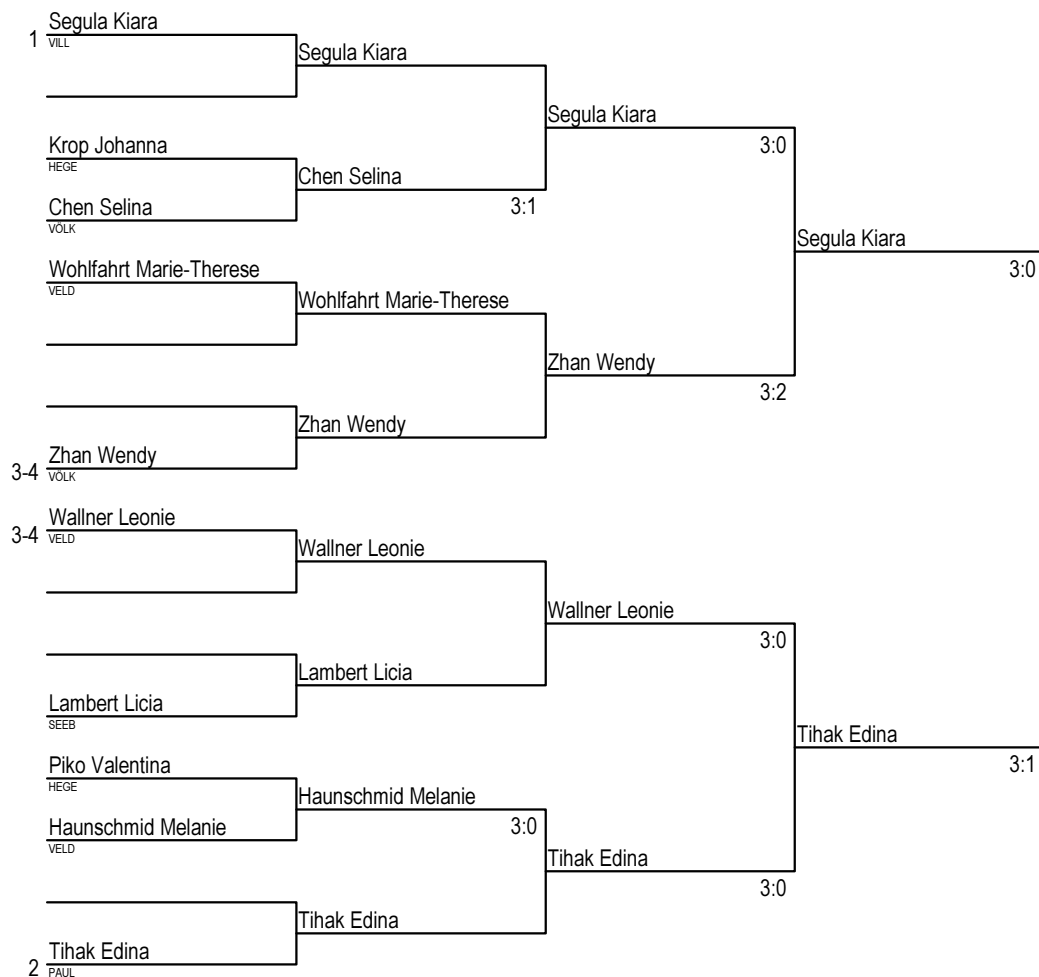 Segula Kiara
1
VILL
Segula Kiara
Segula Kiara
Krop Johanna
3:0
HEGE
Chen Selina
Chen Selina
3:1
VÖLK
Segula Kiara
Wohlfahrt Marie-Therese
3:0
VELD
Wohlfahrt Marie-Therese
Zhan Wendy
3:2
Zhan Wendy
Zhan Wendy
3-4
VÖLK
Wallner Leonie
3-4
VELD
Wallner Leonie
Wallner Leonie
3:0
Lambert Licia
Lambert Licia
SEEB
Tihak Edina
Piko Valentina
3:1
HEGE
Haunschmid Melanie
Haunschmid Melanie
3:0
VELD
Tihak Edina
3:0
Tihak Edina
Tihak Edina
2
PAUL